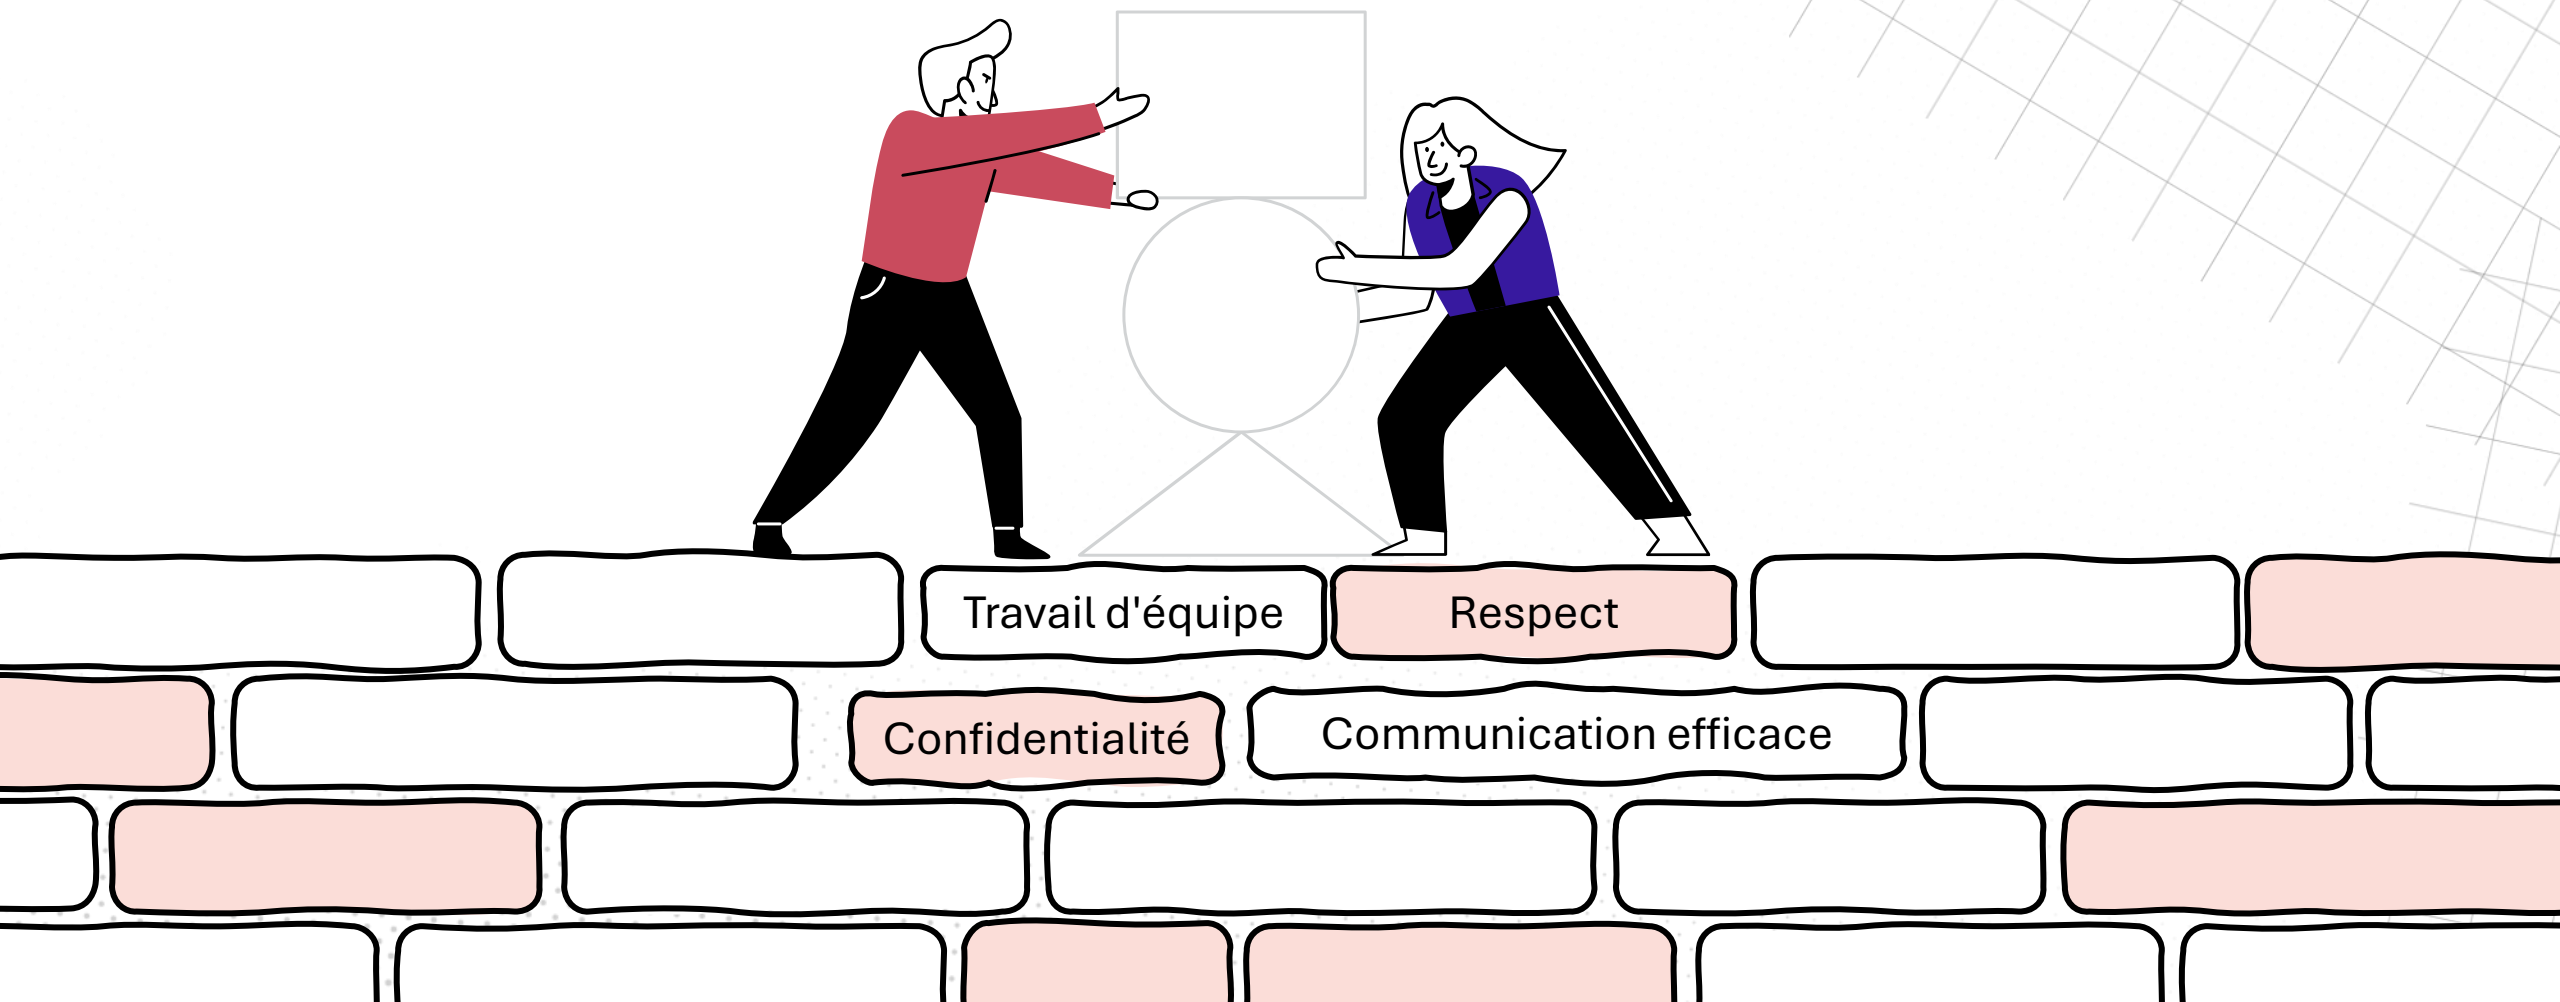 Travail d'équipe
Respect
Confidentialité
Communication efficace